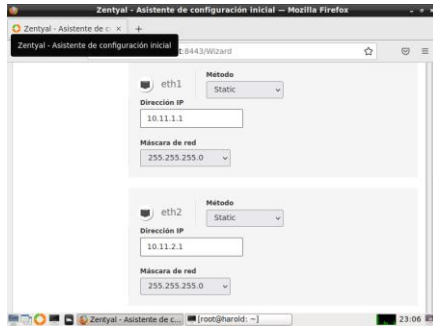 Zentyal - Asistente de configuración inicial — Mozilla Firefox
Zentyal - Asistente de c
Zentyal - Asistente de configuración inicial
:8443/Wizard
eth1
Método
Static
Dirección IP
10.11.1.1
Máscara de red
255.255.255.0
eth2
Método
Static
Dirección IP
10.11.2.1
Máscara de red
255.255.255.0
Zentyal - Asistente de c... [root@harold: ~] 23:06